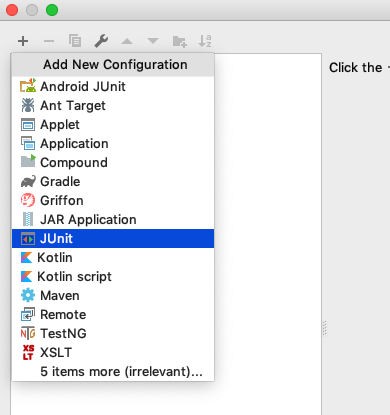 Add New Configuration
Click the
Android JUnit
Ant Target
Applet
Application
Compound
Gradle
Griffon
JAR Application
JUnit
Kotlin
Kotlin script
Maven
Remote
TestNG
XSLT
5 items more (irrelevant)...